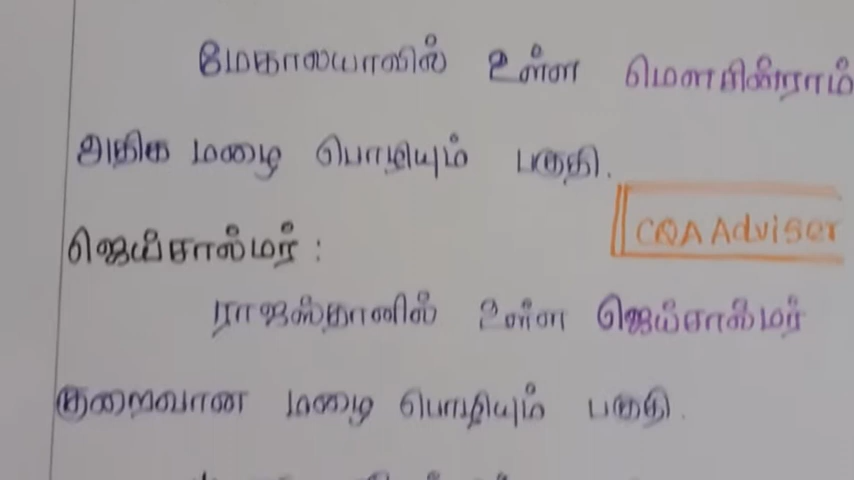 மேகாலயாவில் உள்ள மௌசின்ராம்
அதிக மழை பொழியும் பகுதி.
CQA Adviser
ஜெய்சால்மர் :
ராஜஸ்தானில் உள்ள ஜெய்சால்மர்
குறைவான மழை பொழியும் பகுதி.